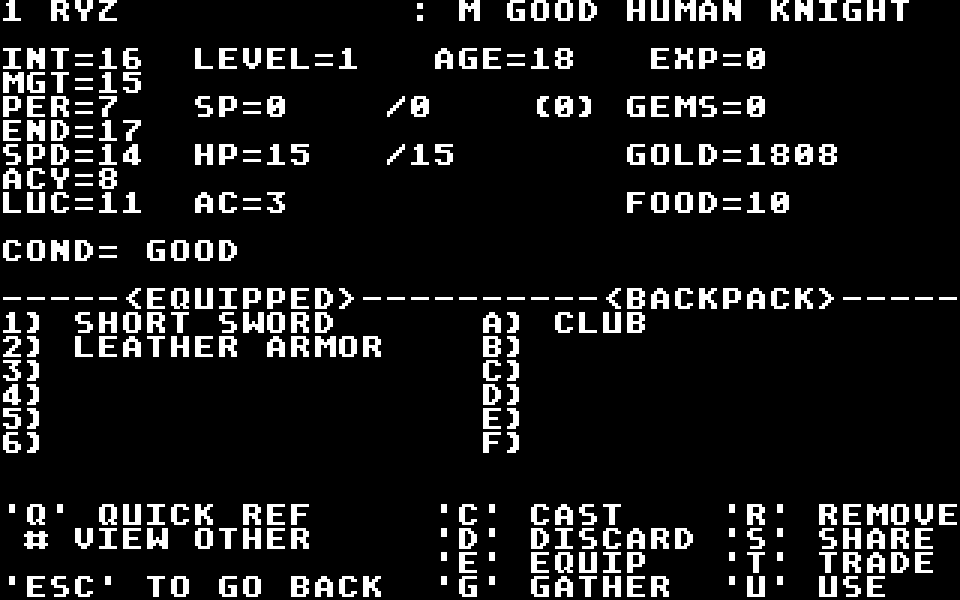 1 RYZ : M GOOD HUMAN KNIGHT
INT=16 LEVEL=1 AGE=18 EXP=0
MGT=15
PER=7 SP=0 /0 (0) GEMS=0
END=17
SPD=14 HP=15 /15 GOLD=1808
ACY=8
LUC=11 AC=3 FOOD=10
COND= GOOD
-----<EQUIPPED>----------<BACKPACK>-----
1) SHORT SWORD A) CLUB
2) LEATHER ARMOR B)
3) C)
4) D)
5) E)
6) F)
'Q' QUICK REF 'C' CAST 'R' REMOVE
# VIEW OTHER 'D' DISCARD 'S' SHARE
'E' EQUIP 'T' TRADE
'ESC' TO GO BACK 'G' GATHER 'U' USE